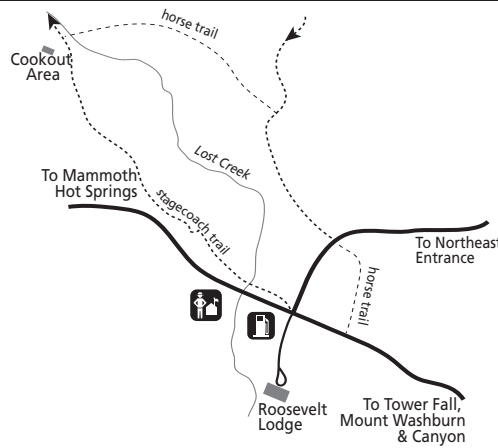 horse trail
Cookout
Area
Lost Creek
To Mammoth
Hot Springs
stagecoach trail
To Northeast
Entrance
horse trail
Roosevelt
Lodge
To Tower Fall,
Mount Washburn
& Canyon